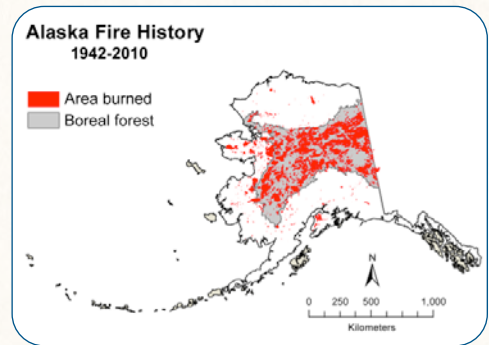 Alaska Fire History
1942-2010
Area burned
Boreal forest
N
0 250 500 1,000
Kilometers